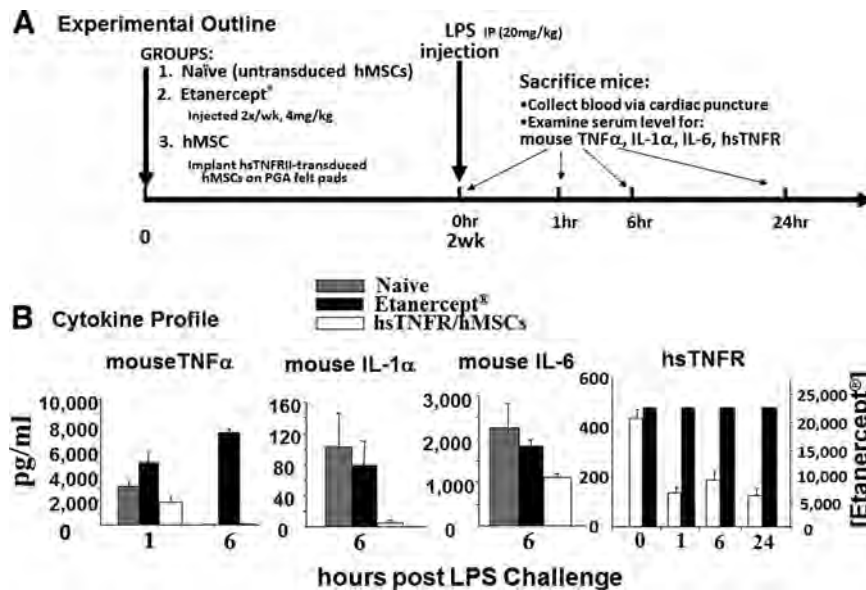 A Experimental Outline
GROUPS:
1. Naïve (untransduced hMSCs)
2. Etanercept®
Injected 2x/wk, 4mg/kg
3. hMSC
Implant hsTNFRII-transduced
hMSCs on PGA felt pads
LPS IP (20mg/kg)
injection
Sacrifice mice:
•Collect blood via cardiac puncture
•Examine serum level for:
mouse TNFα, IL-1α, IL-6, hsTNFR
0
0hr
2wk
1hr
6hr
24hr
Naïve
Etanercept®
hsTNFR/hMSCs
B Cytokine Profile
mouseTNFα
mouse IL-1α
mouse IL-6
hsTNFR
pg/ml
10,000
8,000
6,000
4,000
2,000
0
1 6
160
120
80
40
0
6
3,000
2,000
1,000
0
6
600
400
200
0
0 1 6 24
25,000
20,000
15,000
10,000
5,000
0
[Etanercept®]
hours post LPS Challenge